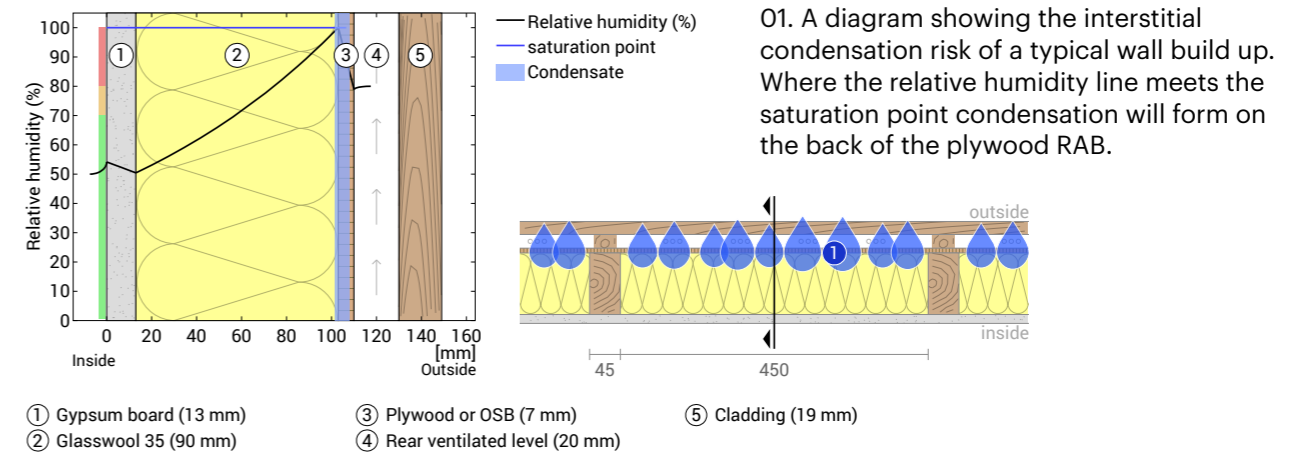 Relative humidity (%)
100
90
80
70
60
50
40
30
20
10
0
1
2
3
4
5
0 20 40 60 80 100 120 140 160
[mm]
Inside
Outside
Relative humidity (%)
saturation point
Condensate
01. A diagram showing the interstitial
condensation risk of a typical wall build up.
Where the relative humidity line meets the
saturation point condensation will form on
the back of the plywood RAB.
outside
1
inside
45 450
1 Gypsum board (13 mm)
2 Glasswool 35 (90 mm)
3 Plywood or OSB (7 mm)
4 Rear ventilated level (20 mm)
5 Cladding (19 mm)